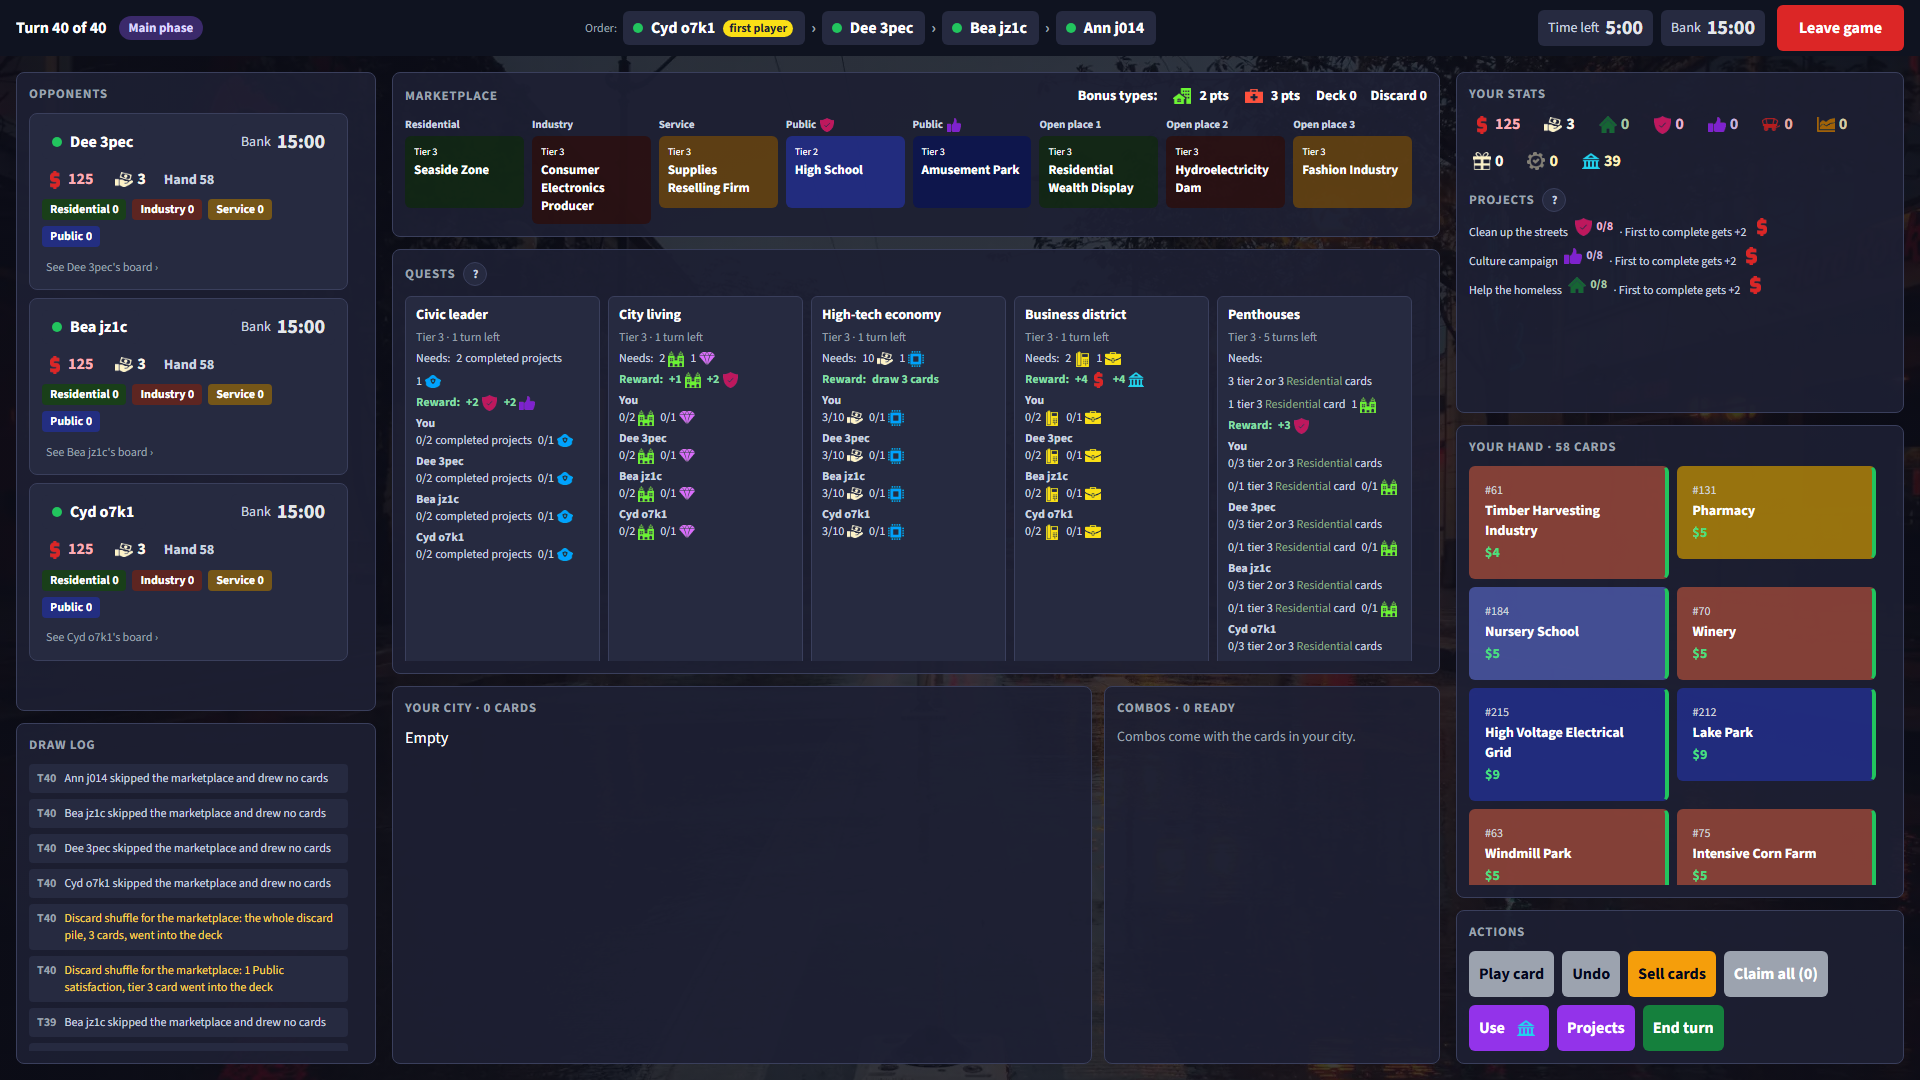 Turn 40 of 40
Main phase
Order:
Cyd o7k1 first player › Dee 3pec › Bea jz1c › Ann j014
Time left 5:00
Bank 15:00
Leave game
OPPONENTS
Dee 3pec
Bank 15:00
125 3 Hand 58
Residential 0 Industry 0 Service 0
Public 0
See Dee 3pec's board ›
Bea jz1c
Bank 15:00
125 3 Hand 58
Residential 0 Industry 0 Service 0
Public 0
See Bea jz1c's board ›
Cyd o7k1
Bank 15:00
125 3 Hand 58
Residential 0 Industry 0 Service 0
Public 0
See Cyd o7k1's board ›
DRAW LOG
T40 Ann j014 skipped the marketplace and drew no cards
T40 Bea jz1c skipped the marketplace and drew no cards
T40 Dee 3pec skipped the marketplace and drew no cards
T40 Cyd o7k1 skipped the marketplace and drew no cards
T40 Discard shuffle for the marketplace: the whole discard
pile, 3 cards, went into the deck
T40 Discard shuffle for the marketplace: 1 Public
satisfaction, tier 3 card went into the deck
T39 Bea jz1c skipped the marketplace and drew no cards
MARKETPLACE
Bonus types: 2 pts 3 pts Deck 0 Discard 0
Residential
Tier 3
Seaside Zone
Industry
Tier 3
Consumer
Electronics
Producer
Service
Tier 3
Supplies
Reselling Firm
Public
Tier 2
High School
Public
Tier 3
Amusement Park
Open place 1
Tier 3
Residential
Wealth Display
Open place 2
Tier 3
Hydroelectricity
Dam
Open place 3
Tier 3
Fashion Industry
QUESTS ?
Civic leader
Tier 3 · 1 turn left
Needs: 2 completed projects
1
Reward: +2 +2
You
0/2 completed projects 0/1
Dee 3pec
0/2 completed projects 0/1
Bea jz1c
0/2 completed projects 0/1
Cyd o7k1
0/2 completed projects 0/1
City living
Tier 3 · 1 turn left
Needs: 2 1
Reward: +1 +2
You
0/2 0/1
Dee 3pec
0/2 0/1
Bea jz1c
0/2 0/1
Cyd o7k1
0/2 0/1
High-tech economy
Tier 3 · 1 turn left
Needs: 10 1
Reward: draw 3 cards
You
3/10 0/1
Dee 3pec
3/10 0/1
Bea jz1c
3/10 0/1
Cyd o7k1
3/10 0/1
Business district
Tier 3 · 1 turn left
Needs: 2 1
Reward: +4 +4
You
0/2 0/1
Dee 3pec
0/2 0/1
Bea jz1c
0/2 0/1
Cyd o7k1
0/2 0/1
Penthouses
Tier 3 · 5 turns left
Needs:
3 tier 2 or 3 Residential cards
1 tier 3 Residential card 1
Reward: +3
You
0/3 tier 2 or 3 Residential cards
0/1 tier 3 Residential card 0/1
Dee 3pec
0/3 tier 2 or 3 Residential cards
0/1 tier 3 Residential card 0/1
Bea jz1c
0/3 tier 2 or 3 Residential cards
0/1 tier 3 Residential card 0/1
Cyd o7k1
0/3 tier 2 or 3 Residential cards
YOUR CITY · 0 CARDS
Empty
COMBOS · 0 READY
Combos come with the cards in your city.
YOUR STATS
125 3 0 0 0 0 0
0 0 39
PROJECTS ?
Clean up the streets 0/8 · First to complete gets +2
Culture campaign 0/8 · First to complete gets +2
Help the homeless 0/8 · First to complete gets +2
YOUR HAND · 58 CARDS
#61
Timber Harvesting
Industry
$4
#131
Pharmacy
$5
#184
Nursery School
$5
#70
Winery
$5
#215
High Voltage Electrical
Grid
$9
#212
Lake Park
$9
#63
Windmill Park
$5
#75
Intensive Corn Farm
$5
ACTIONS
Play card
Undo
Sell cards
Claim all (0)
Use
Projects
End turn